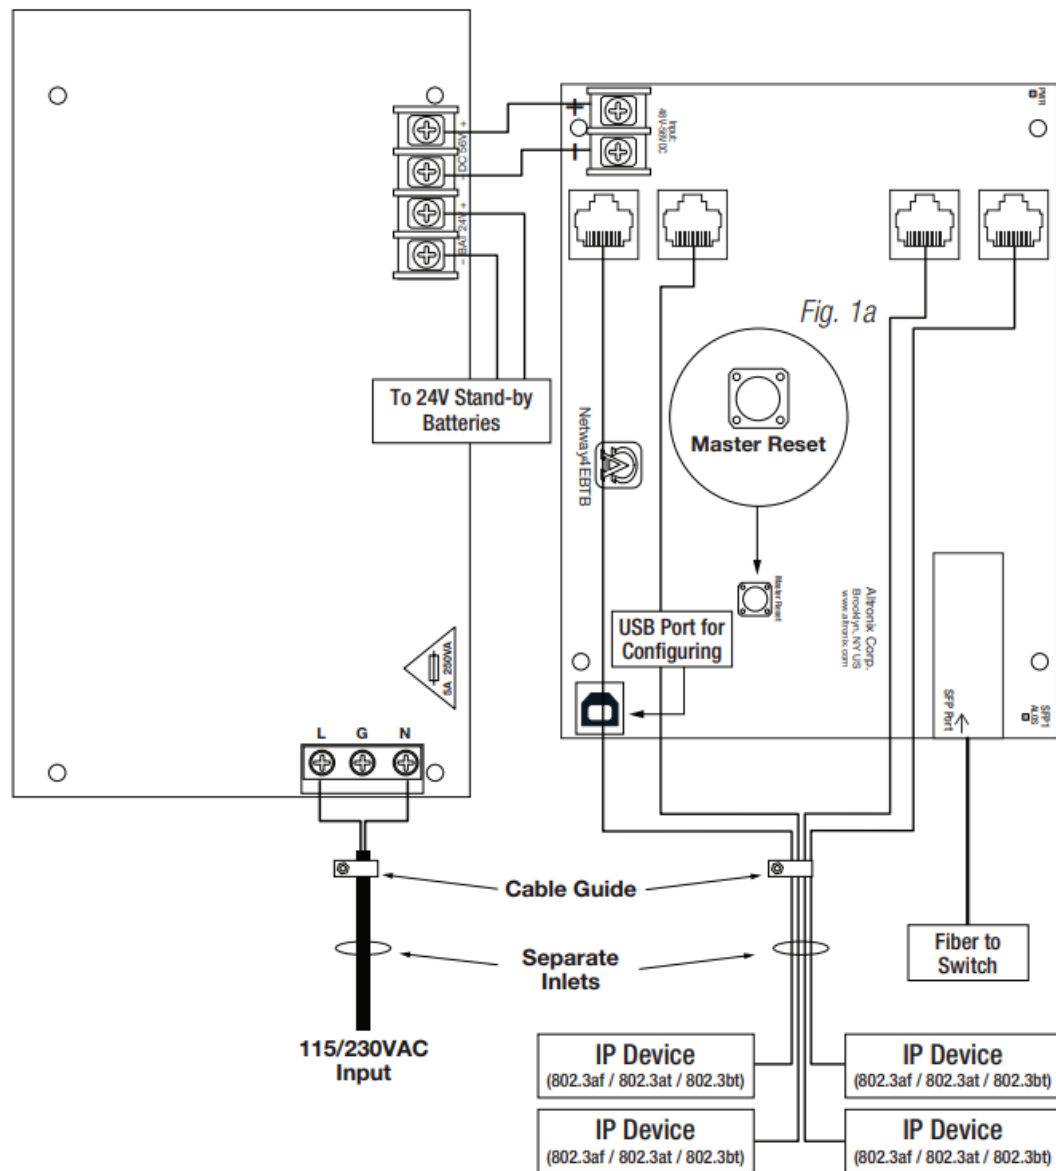 + DC 56V -
+ BAT 24V -
+
-
Input:
48V-56VDC
PWR
Fig. 1a
To 24V Stand-by
Batteries
Master Reset
Netway4EBTB
Master Reset
USB Port for
Configuring
Altronix Corp.
Brooklyn, NY US
www.altronix.com
5A 250VA
SFP Port
SFP1
ALOS
L G N
Cable Guide
Separate
Inlets
Fiber to
Switch
115/230VAC
Input
IP Device
(802.3af / 802.3at / 802.3bt)
IP Device
(802.3af / 802.3at / 802.3bt)
IP Device
(802.3af / 802.3at / 802.3bt)
IP Device
(802.3af / 802.3at / 802.3bt)